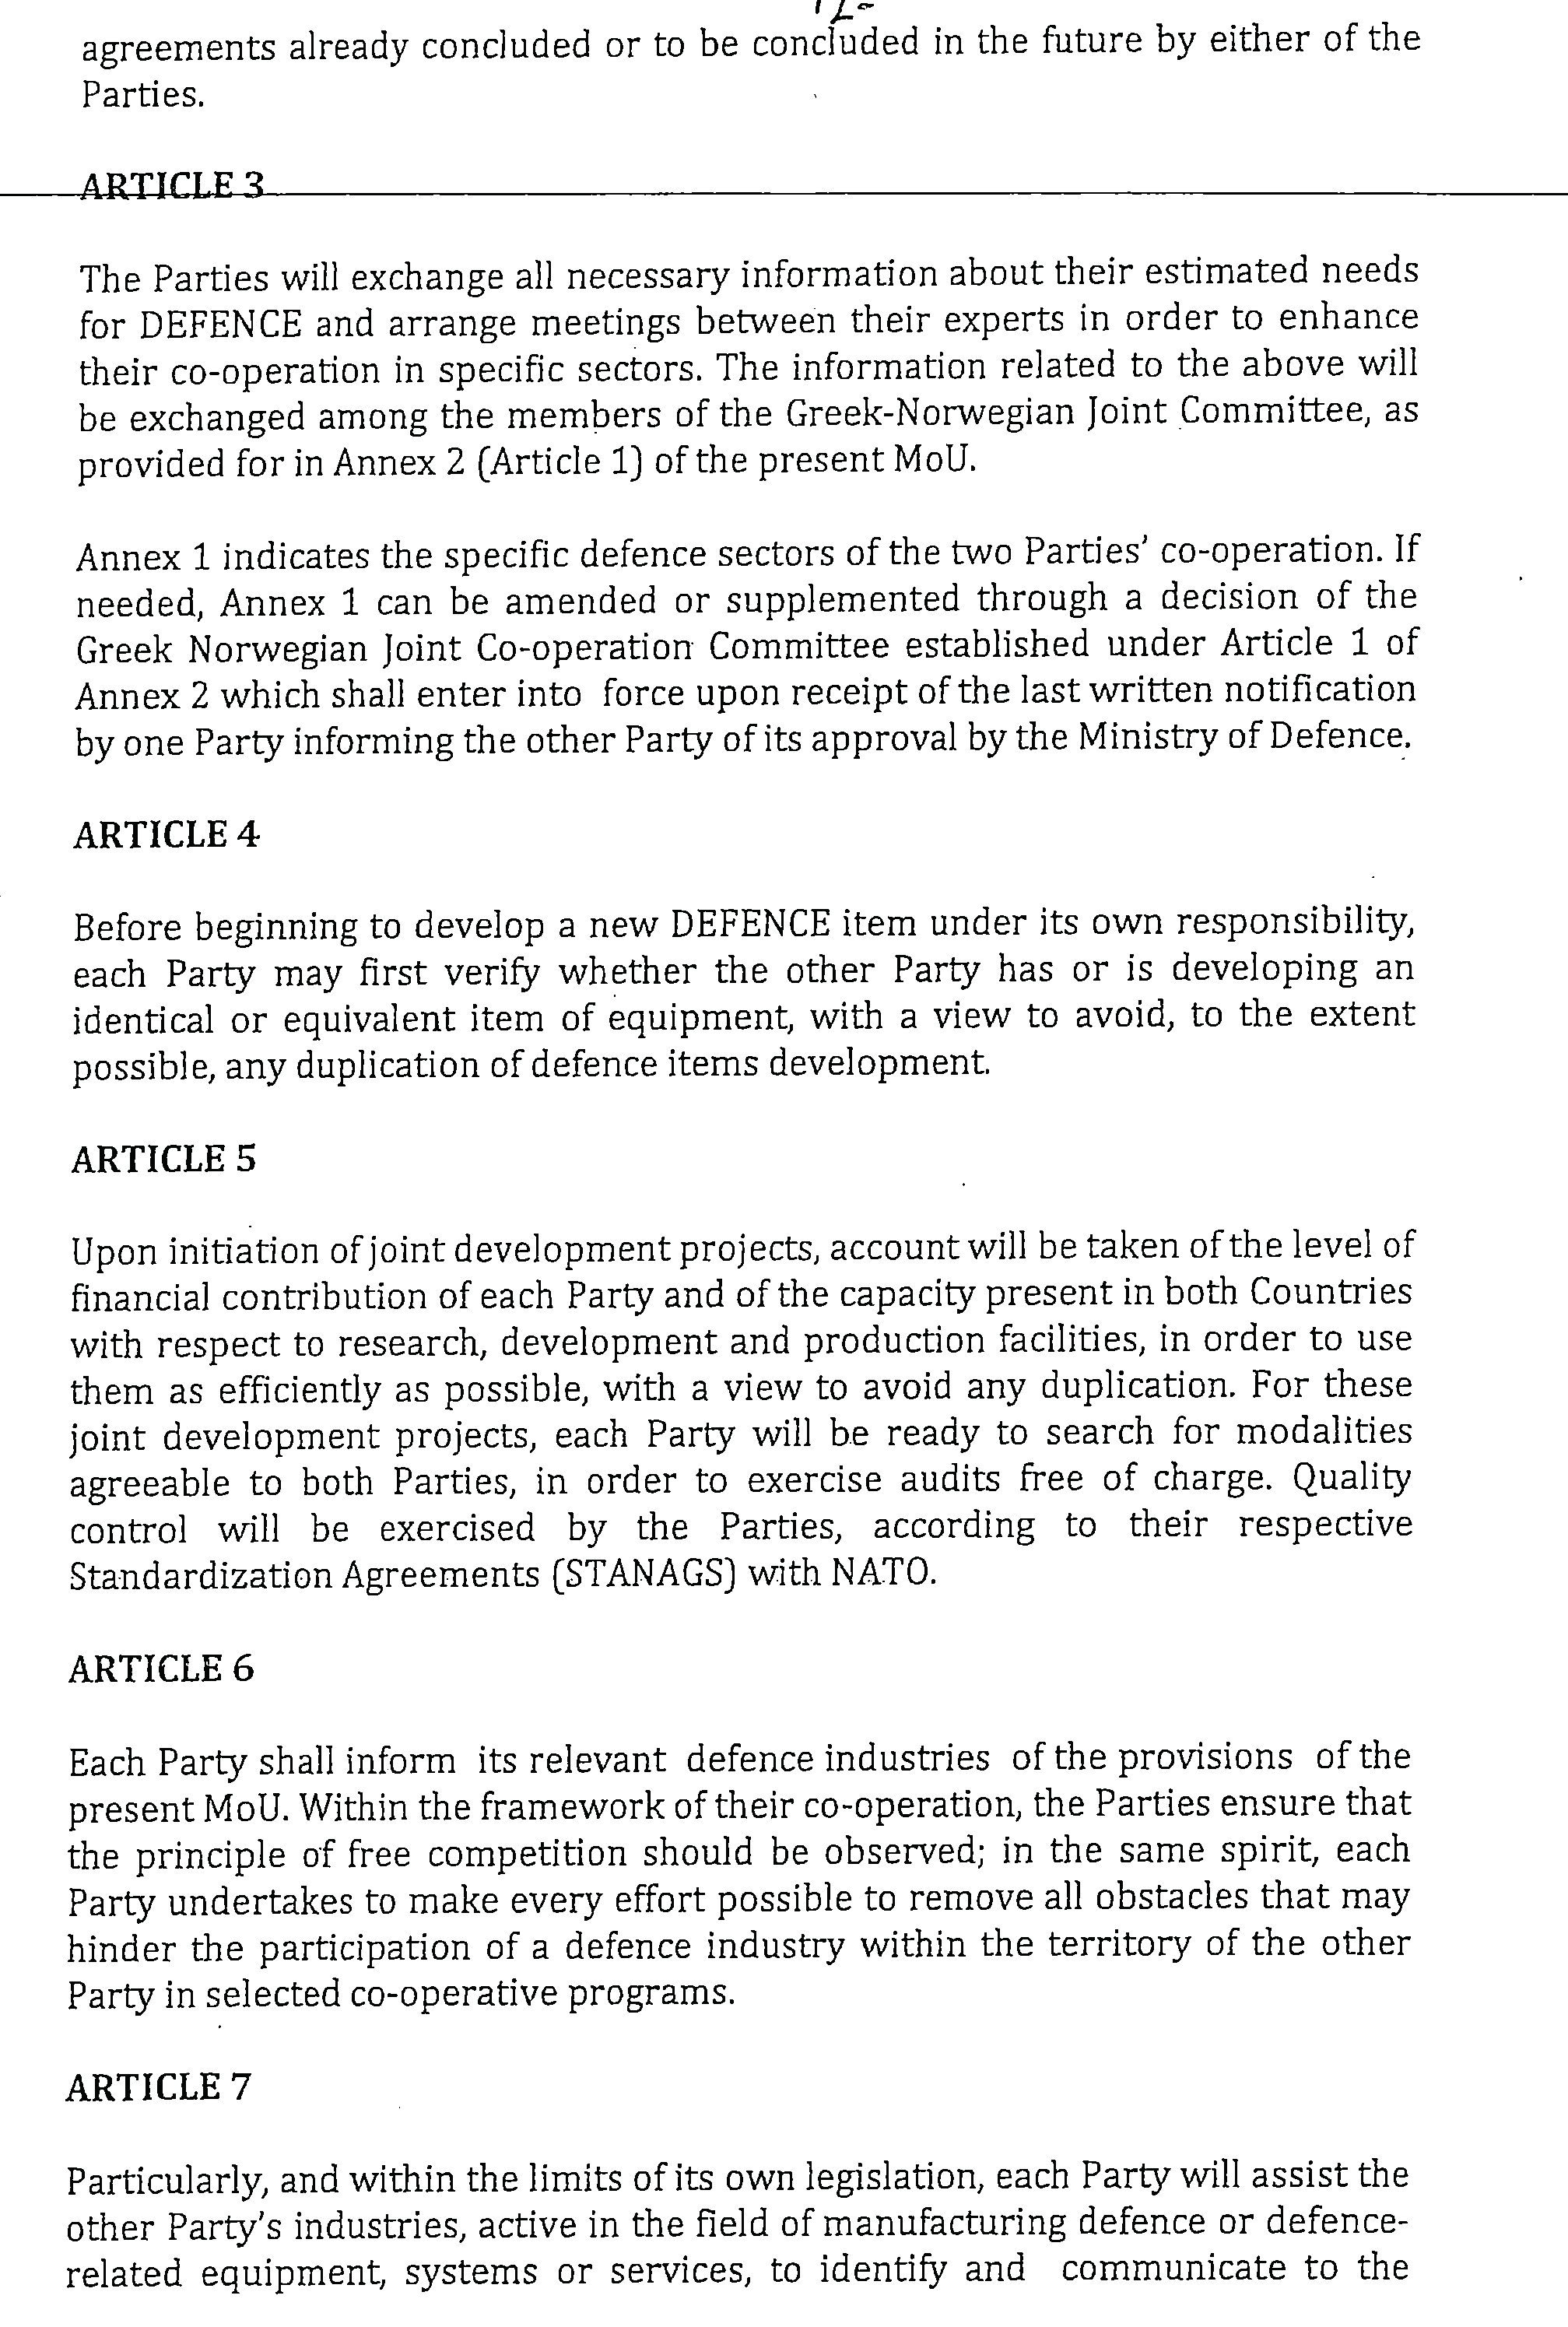 agreements already concluded or to be concluded in the future by either of the
Parties.
ARTICLE 3
The Parties will exchange all necessary information about their estimated needs
for DEFENCE and arrange meetings between their experts in order to enhance
their co-operation in specific sectors. The information related to the above will
be exchanged among the members of the Greek-Norwegian Joint Committee, as
provided for in Annex 2 (Article 1) of the present MoU.
Annex 1 indicates the specific defence sectors of the two Parties' co-operation. If
needed, Annex 1 can be amended or supplemented through a decision of the
Greek Norwegian Joint Co-operation Committee established under Article 1 of
Annex 2 which shall enter into force upon receipt of the last written notification
by one Party informing the other Party of its approval by the Ministry of Defence.
ARTICLE 4
Before beginning to develop a new DEFENCE item under its own responsibility,
each Party may first verify whether the other Party has or is developing an
identical or equivalent item of equipment, with a view to avoid, to the extent
possible, any duplication of defence items development.
ARTICLE 5
Upon initiation of joint development projects, account will be taken of the level of
financial contribution of each Party and of the capacity present in both Countries
with respect to research, development and production facilities, in order to use
them as efficiently as possible, with a view to avoid any duplication. For these
joint development projects, each Party will be ready to search for modalities
agreeable to both Parties, in order to exercise audits free of charge. Quality
control will be exercised by the Parties, according to their respective
Standardization Agreements (STANAGS) with NATO.
ARTICLE 6
Each Party shall inform its relevant defence industries of the provisions of the
present MoU. Within the framework of their co-operation, the Parties ensure that
the principle of free competition should be observed; in the same spirit, each
Party undertakes to make every effort possible to remove all obstacles that may
hinder the participation of a defence industry within the territory of the other
Party in selected co-operative programs.
ARTICLE 7
Particularly, and within the limits of its own legislation, each Party will assist the
other Party's industries, active in the field of manufacturing defence or defence-
related equipment, systems or services, to identify and communicate to the